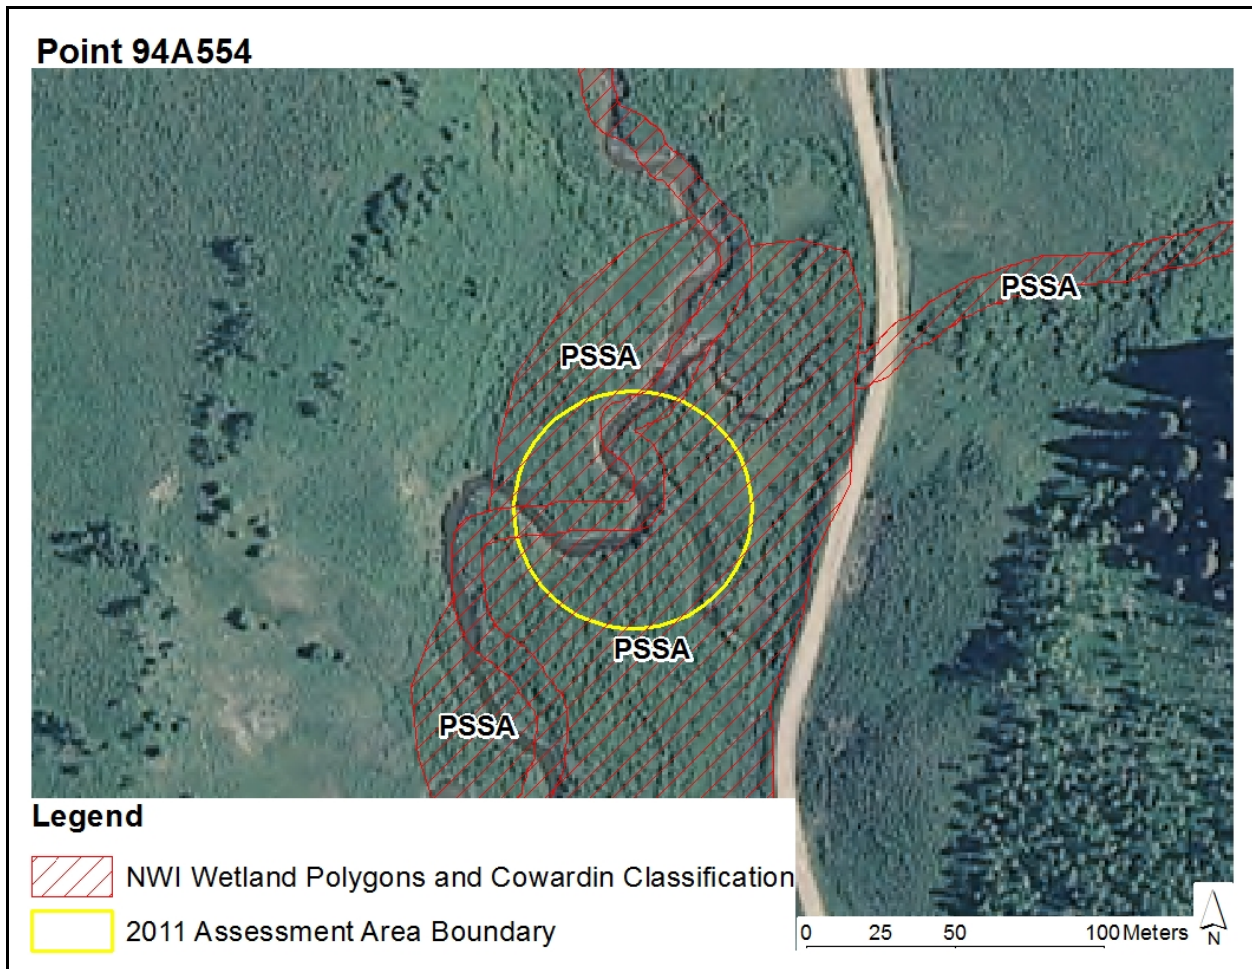 Point 94A554
PSSA
PSSA
PSSA
PSSA
Legend
NWI Wetland Polygons and Cowardin Classification
2011 Assessment Area Boundary
0 25 50 100 Meters
N